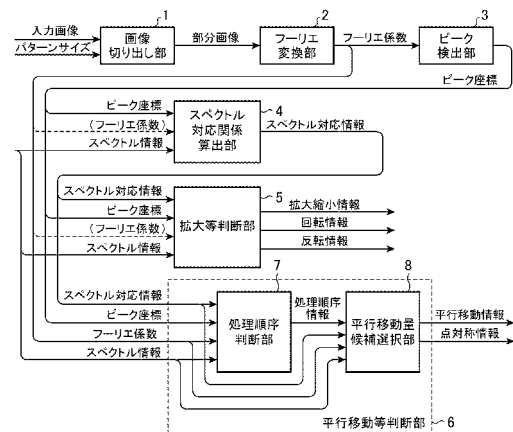 1
2
3
入力画像
パターンサイズ
画像
切り出し部
部分画像
フーリエ
変換部
フーリエ係数
ピーク
検出部
ピーク座標
4
ピーク座標
(フーリエ係数)
スペクトル情報
スペクトル
対応関係
算出部
スペクトル対応情報
5
スペクトル対応情報
ピーク座標
(フーリエ係数)
スペクトル情報
拡大等判断部
拡大縮小情報
回転情報
反転情報
7
8
スペクトル対応情報
ピーク座標
フーリエ係数
スペクトル情報
処理順序
判断部
処理順序
情報
平行移動量
候補選択部
平行移動情報
点対称情報
平行移動等判断部
6